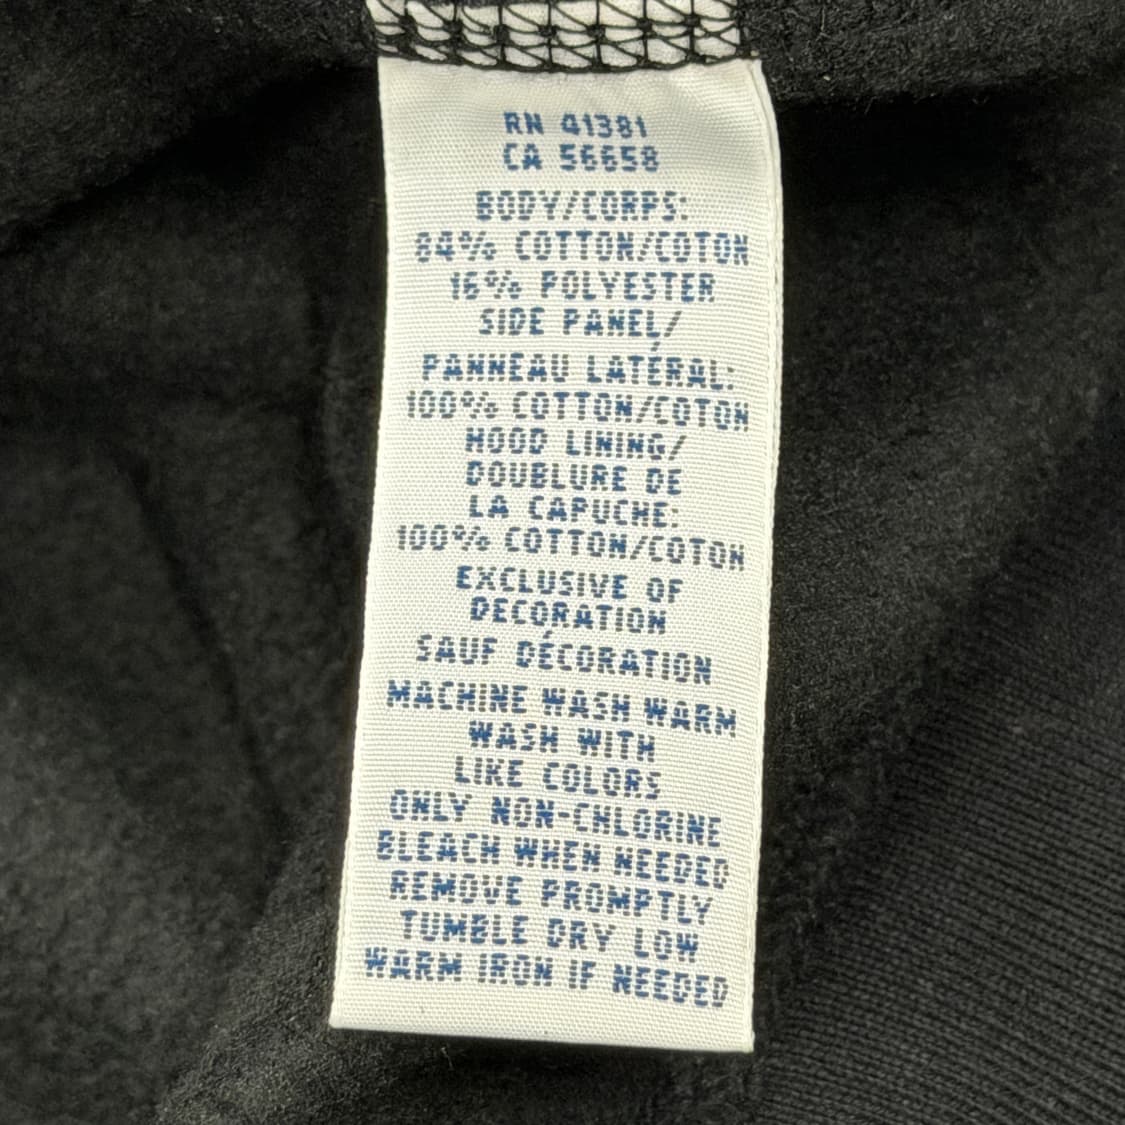 RN 41381
CA 56658
BODY/CORPS:
84% COTTON/COTON
16% POLYESTER
SIDE PANEL/
PANNEAU LATÉRAL:
100% COTTON/COTON
HOOD LINING/
DOUBLURE DE
LA CAPUCHE:
100% COTTON/COTON
EXCLUSIVE OF
DECORATION
SAUF DÉCORATION
MACHINE WASH WARM
WASH WITH
LIKE COLORS
ONLY NON-CHLORINE
BLEACH WHEN NEEDED
REMOVE PROMPTLY
TUMBLE DRY LOW
WARM IRON IF NEEDED